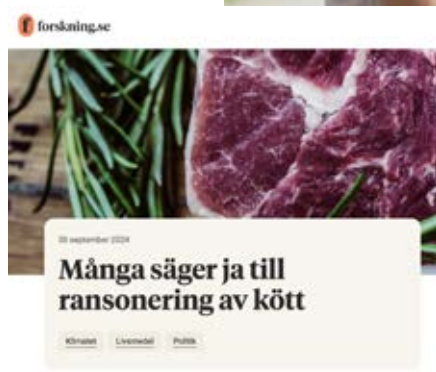 forskning.se
september 2024
Många säger ja till
ransonering av kött
Klimatet Livsmedel Politik